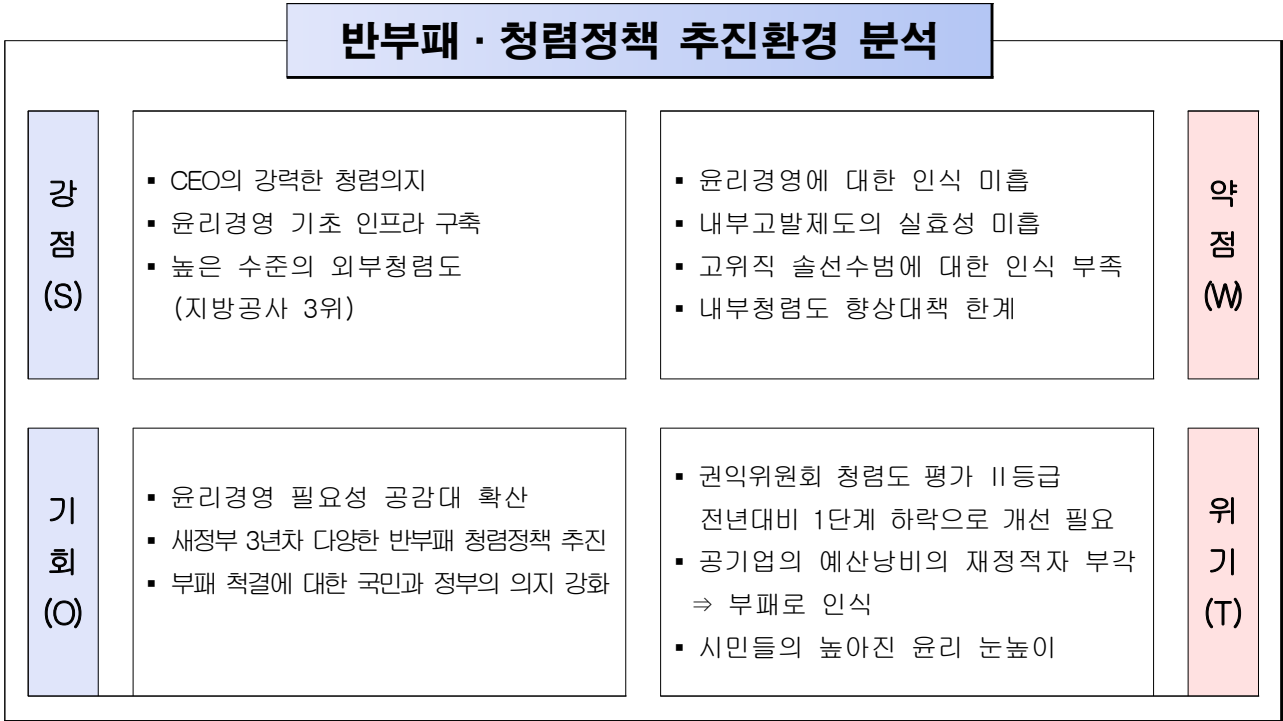 반부패 · 청렴정책 추진환경 분석
강
점
(S)
▪ CEO의 강력한 청렴의지
▪ 윤리경영 기초 인프라 구축
▪ 높은 수준의 외부청렴도
(지방공사 3위)
▪ 윤리경영에 대한 인식 미흡
▪ 내부고발제도의 실효성 미흡
▪ 고위직 솔선수범에 대한 인식 부족
▪ 내부청렴도 향상대책 한계
약
점
(W)
기
회
(O)
▪ 윤리경영 필요성 공감대 확산
▪ 새정부 3년차 다양한 반부패 청렴정책 추진
▪ 부패 척결에 대한 국민과 정부의 의지 강화
▪ 권익위원회 청렴도 평가 Ⅱ등급
전년대비 1단계 하락으로 개선 필요
▪ 공기업의 예산낭비의 재정적자 부각
⇒ 부패로 인식
▪ 시민들의 높아진 윤리 눈높이
위
기
(T)